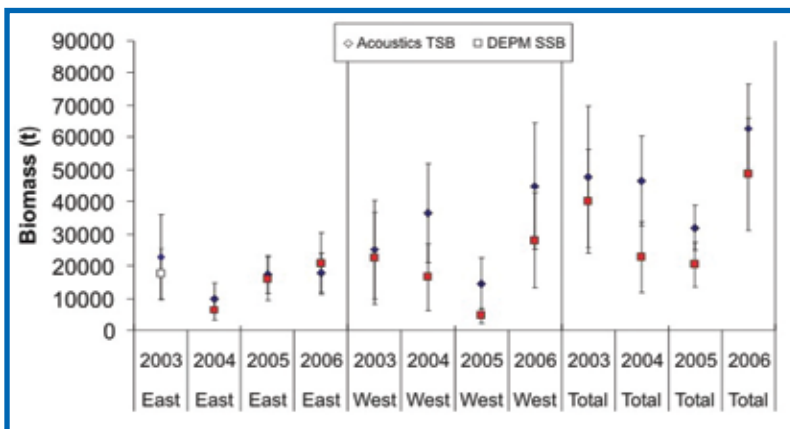 90000
80000
70000
60000
50000
40000
30000
20000
10000
0
Biomass (t)
Acoustics TSB DEPM SSB
2003 2004 2005 2006 2003 2004 2005 2006 2003 2004 2005 2006
East East East East West West West West Total Total Total Total